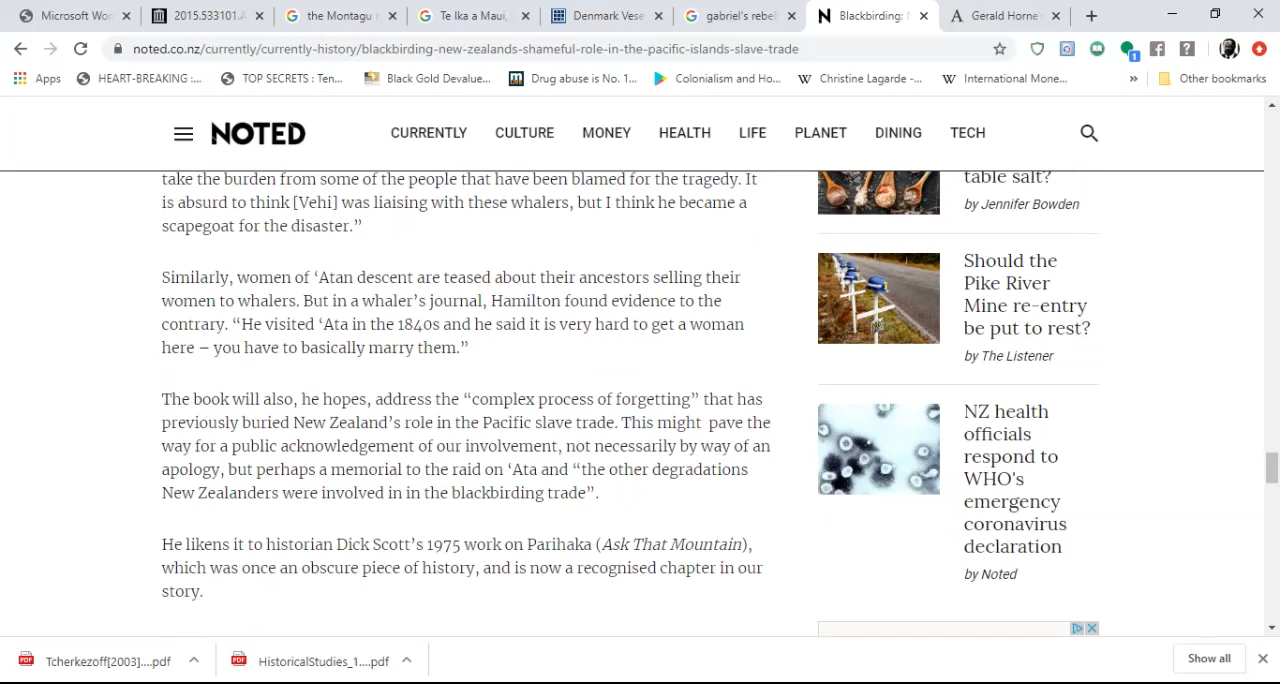 Microsoft Wor
2015.533101.
the Montagu
Te Ika a Maui,
Denmark Vese
gabriel's rebel
Blackbirding:
Gerald Horne's
noted.co.nz/currently/currently-history/blackbirding-new-zealands-shameful-role-in-the-pacific-islands-slave-trade
Apps
HEART-BREAKING :...
TOP SECRETS : Ten...
Black Gold Devalue...
Drug abuse is No. 1...
Colonialism and Ho...
Christine Lagarde -...
International Mone...
»
Other bookmarks
NOTED
CURRENTLY CULTURE MONEY HEALTH LIFE PLANET DINING TECH
take the burden from some of the people that have been blamed for the tragedy. It
is absurd to think [Vehi] was liaising with these whalers, but I think he became a
scapegoat for the disaster.”
Similarly, women of ‘Atan descent are teased about their ancestors selling their
women to whalers. But in a whaler’s journal, Hamilton found evidence to the
contrary. “He visited ‘Ata in the 1840s and he said it is very hard to get a woman
here – you have to basically marry them.”
The book will also, he hopes, address the “complex process of forgetting” that has
previously buried New Zealand’s role in the Pacific slave trade. This might pave the
way for a public acknowledgement of our involvement, not necessarily by way of an
apology, but perhaps a memorial to the raid on ‘Ata and “the other degradations
New Zealanders were involved in in the blackbirding trade”.
He likens it to historian Dick Scott’s 1975 work on Parihaka (Ask That Mountain),
which was once an obscure piece of history, and is now a recognised chapter in our
story.
table salt?
by Jennifer Bowden
Should the
Pike River
Mine re-entry
be put to rest?
by The Listener
NZ health
officials
respond to
WHO's
emergency
coronavirus
declaration
by Noted
Tcherkezoff[2003]....pdf
HistoricalStudies_1....pdf
Show all